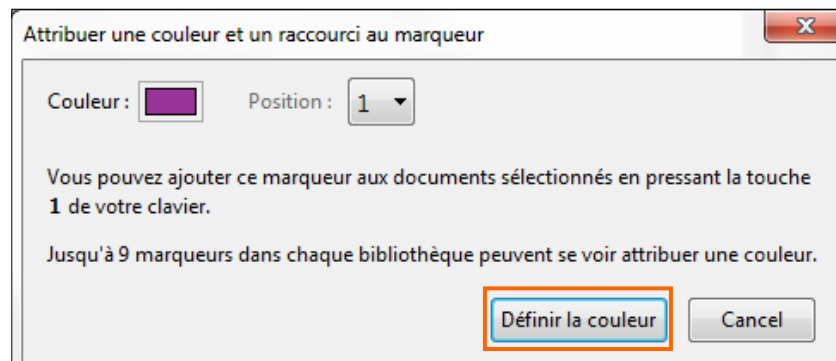 Attribuer une couleur et un raccourci au marqueur
Couleur : Position : 1
Vous pouvez ajouter ce marqueur aux documents sélectionnés en pressant la touche
1 de votre clavier.
Jusqu'à 9 marqueurs dans chaque bibliothèque peuvent se voir attribuer une couleur.
Définir la couleur Cancel